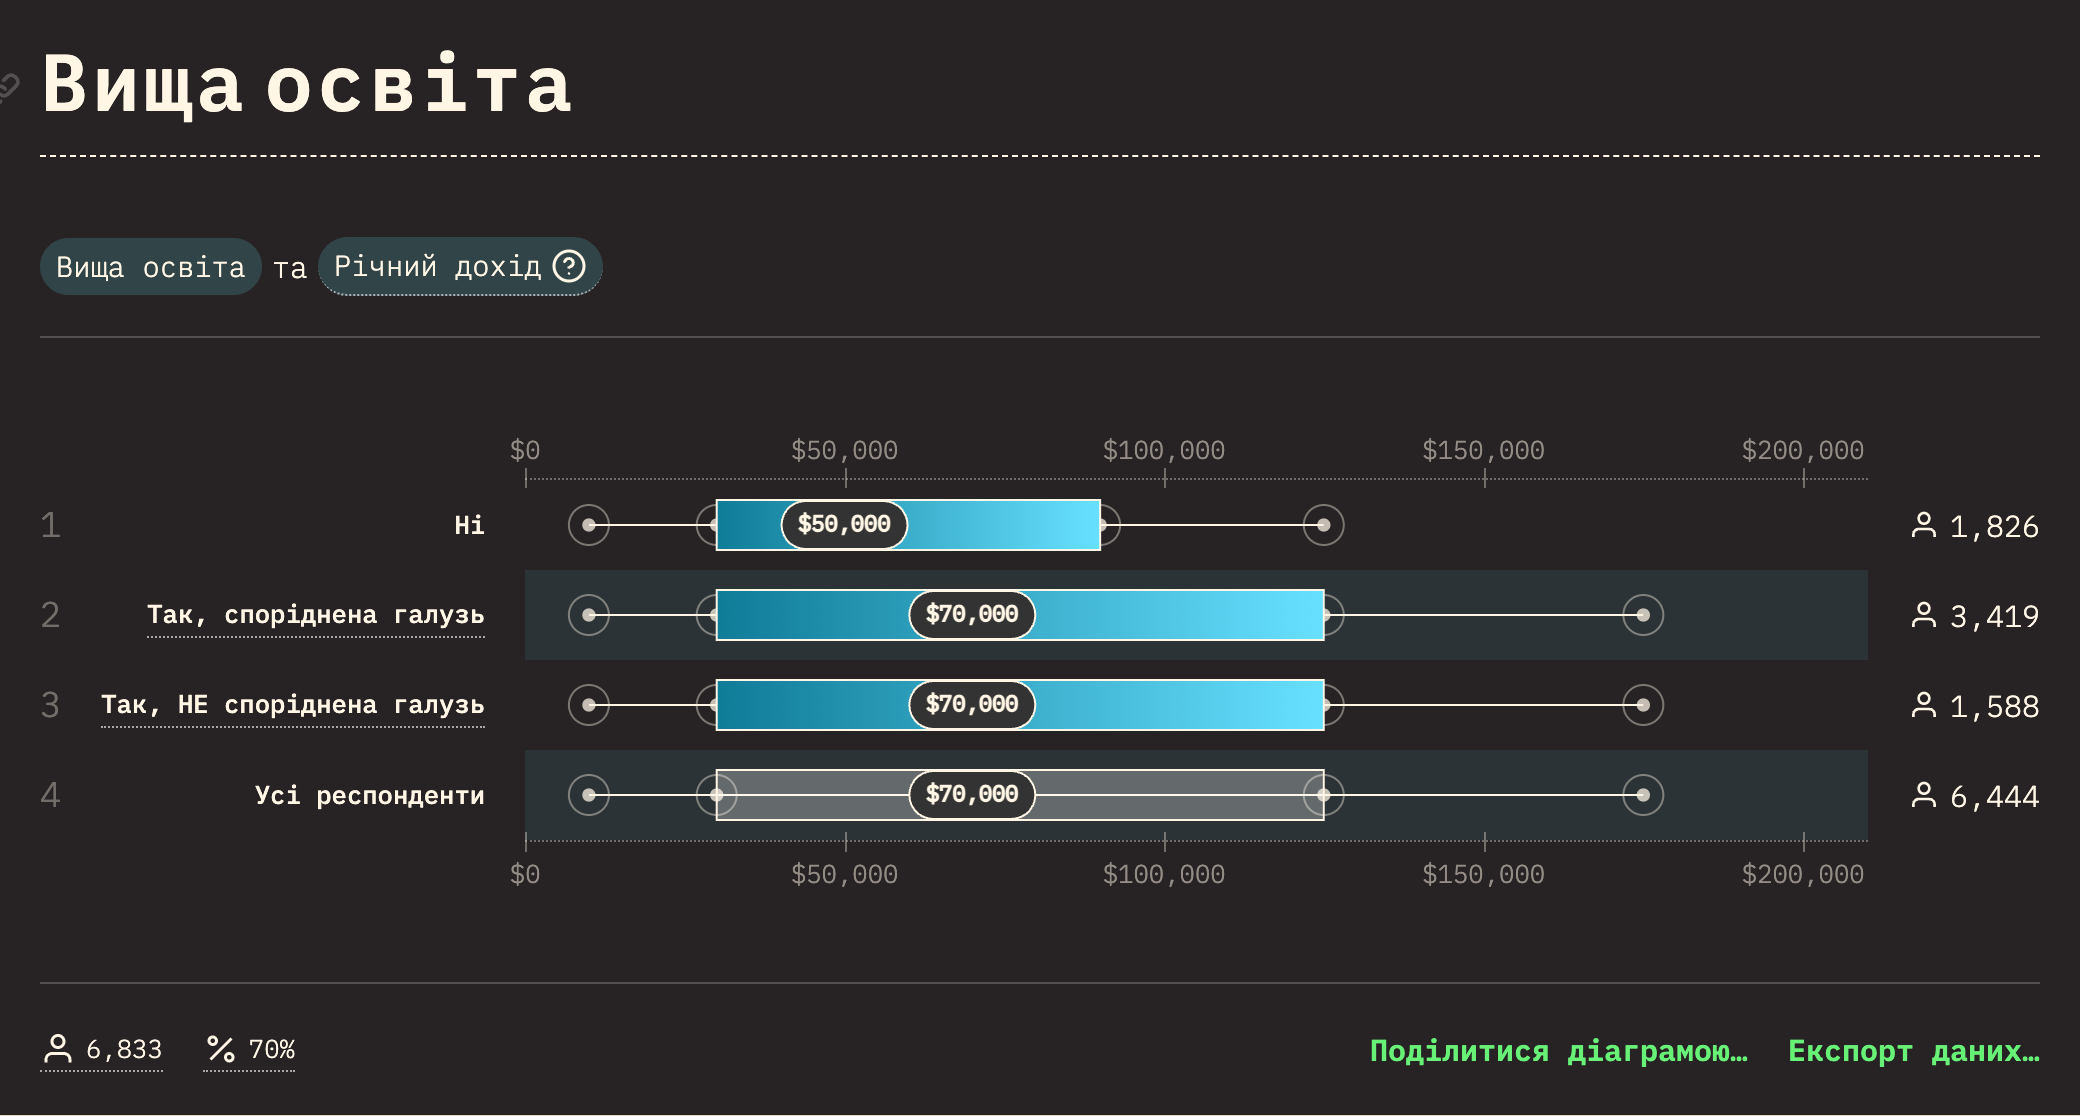 Вища освіта
Вища освіта та Річний дохід
$0 $50,000 $100,000 $150,000 $200,000
1 Ні $50,000 1,826
2 Так, споріднена галузь $70,000 3,419
3 Так, НЕ споріднена галузь $70,000 1,588
4 Усі респонденти $70,000 6,444
$0 $50,000 $100,000 $150,000 $200,000
6,833 70% Поділитися діаграмою… Експорт даних…